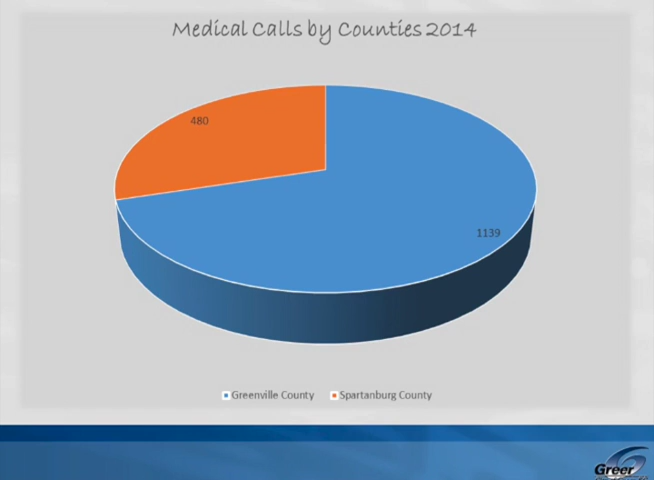 Medical Calls by Counties 2014
480
1139
Greenville County
Spartanburg County
Greer